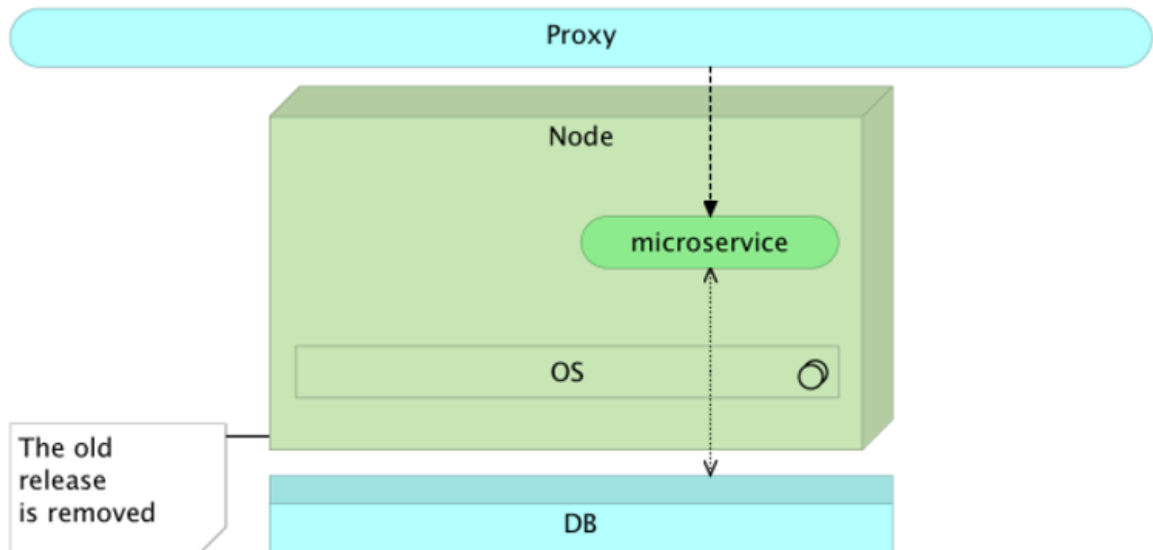 Proxy
Node
microservice
OS
The old
release
is removed
DB